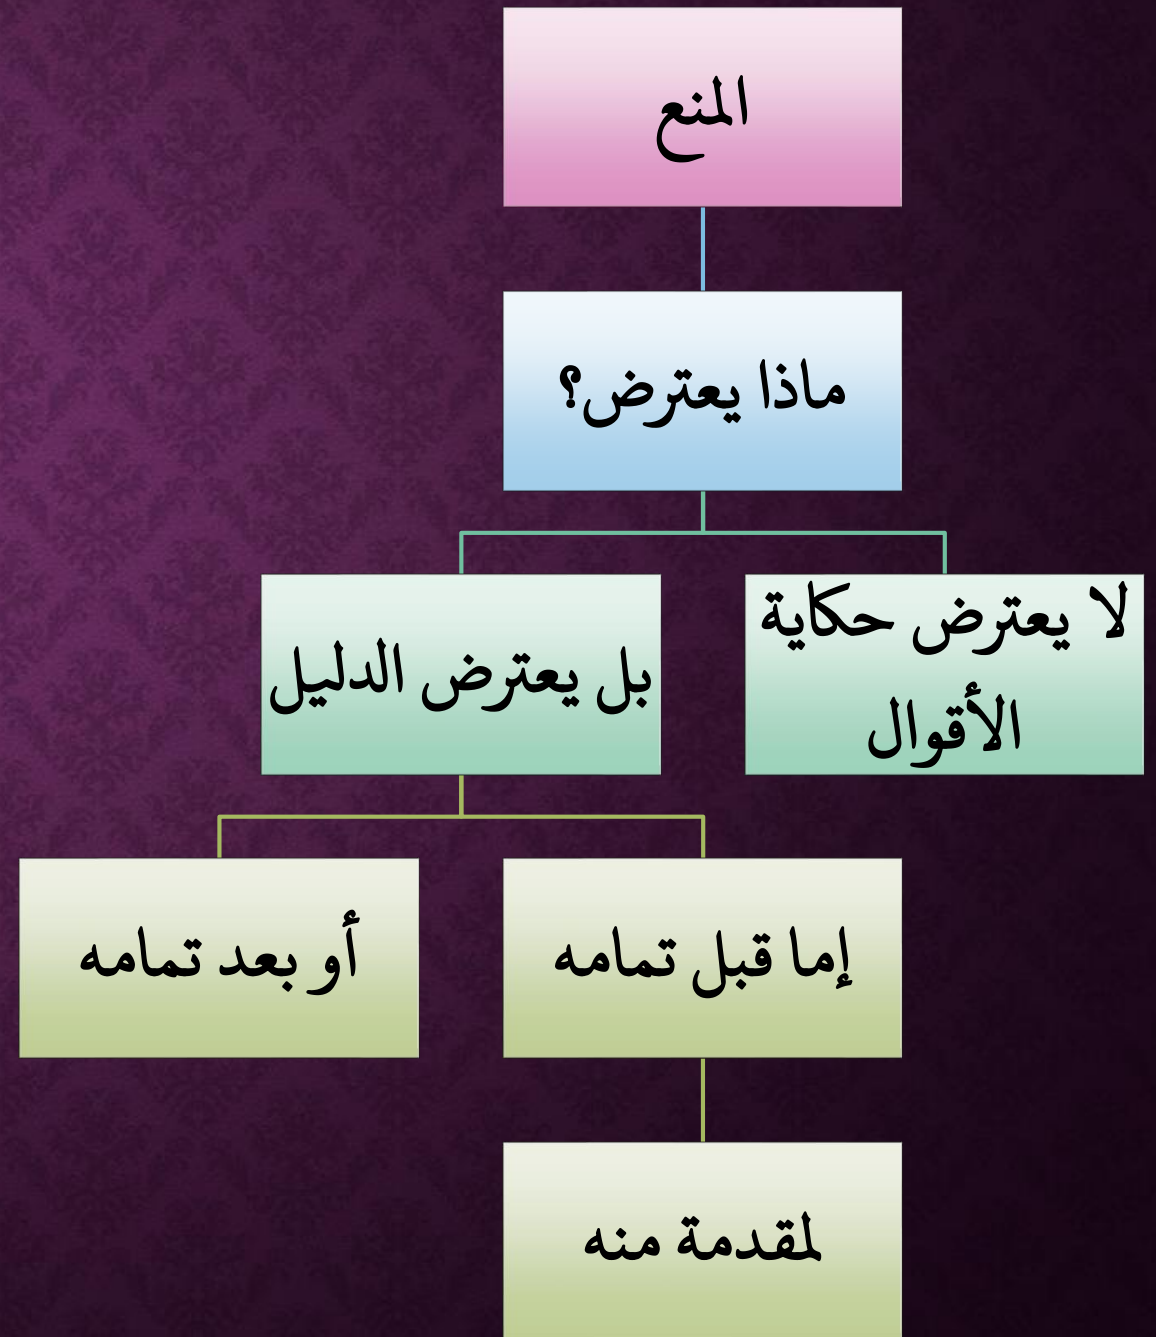 المنع
ماذا يعترض؟
لا يعترض حكاية
الأقوال
بل يعترض الدليل
إما قبل تمامه
أو بعد تمامه
لمقدمة منه